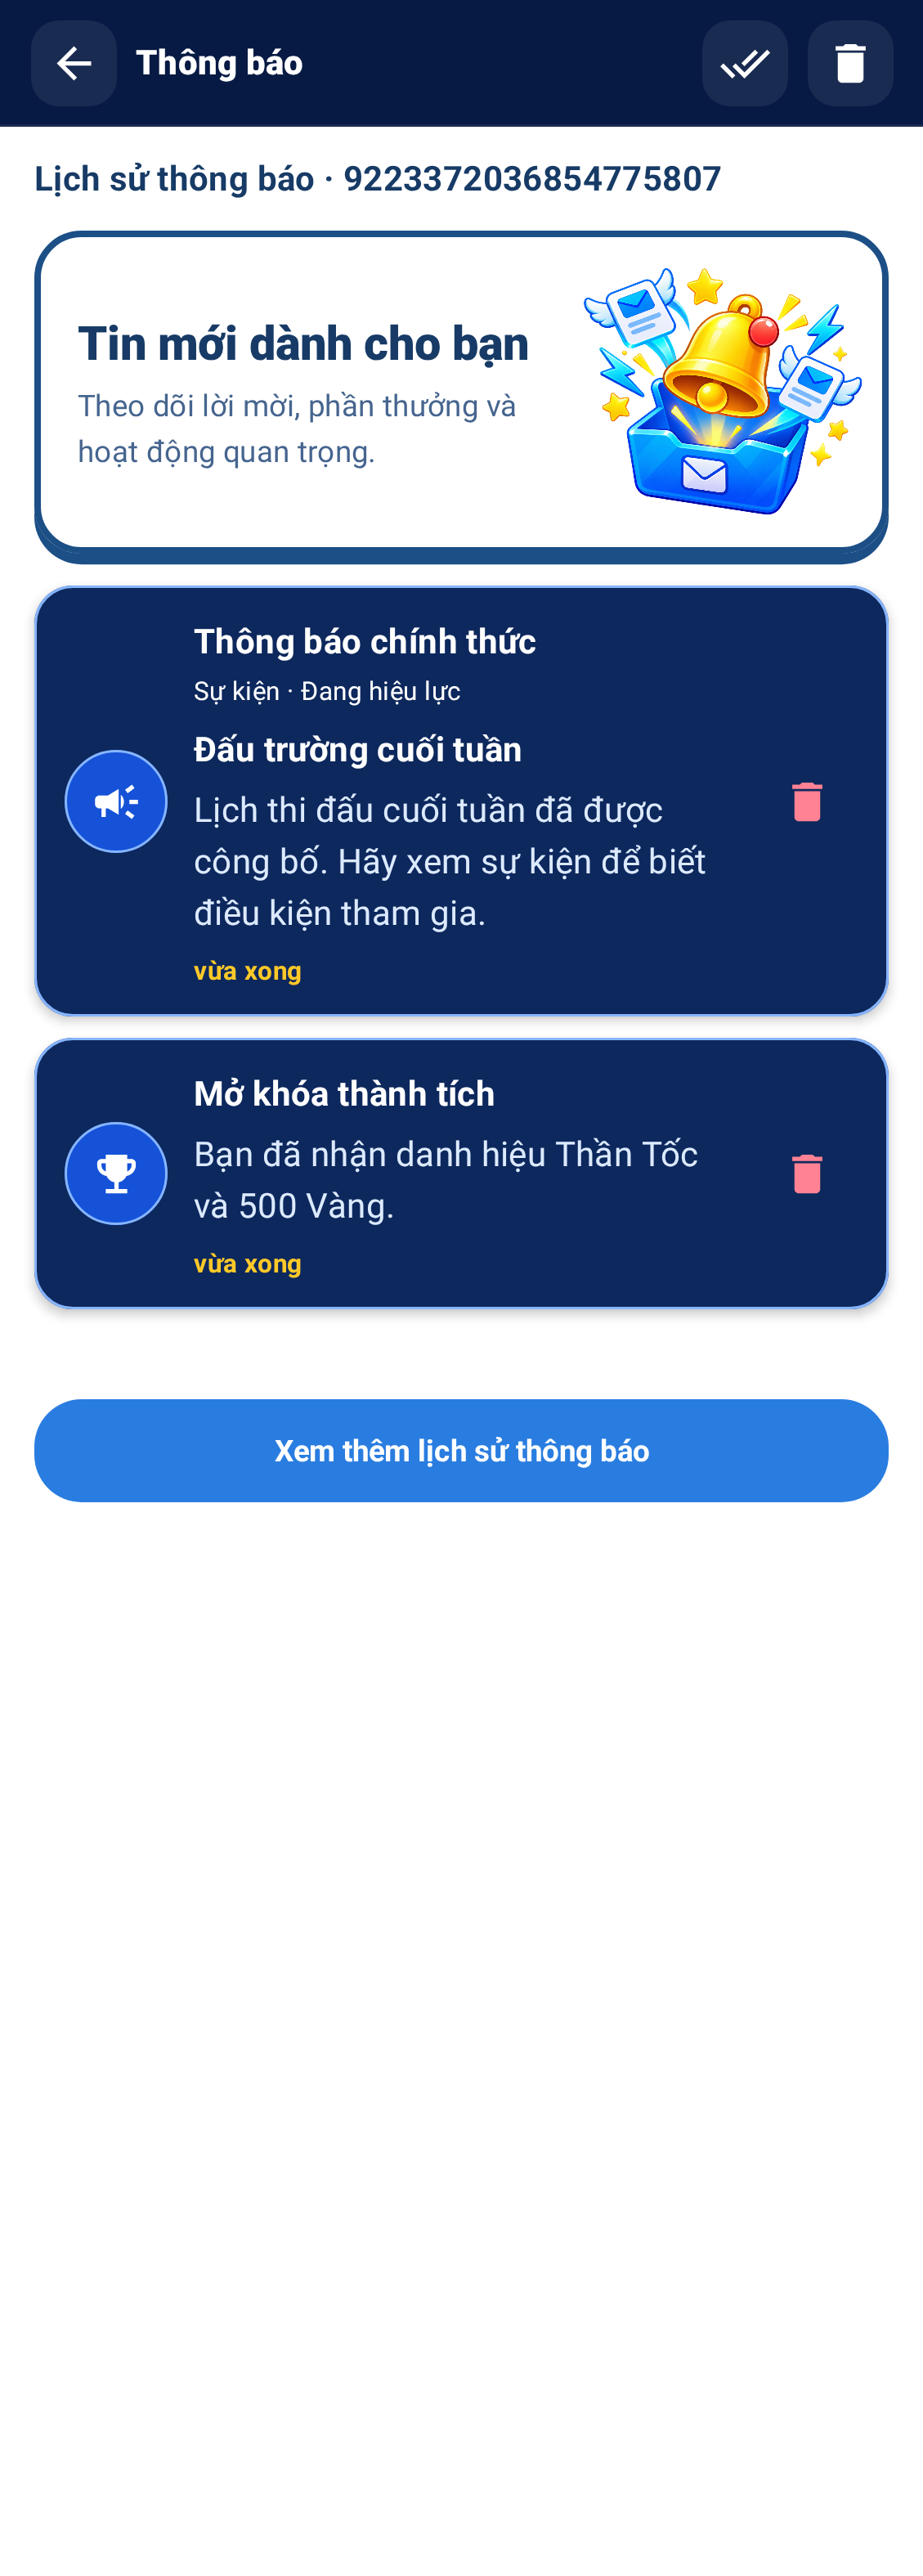 Thông báo
Lịch sử thông báo · 9223372036854775807
Tin mới dành cho bạn
Theo dõi lời mời, phần thưởng và
hoạt động quan trọng.
Thông báo chính thức
Sự kiện · Đang hiệu lực
Đấu trường cuối tuần
Lịch thi đấu cuối tuần đã được
công bố. Hãy xem sự kiện để biết
điều kiện tham gia.
vừa xong
Mở khóa thành tích
Bạn đã nhận danh hiệu Thần Tốc
và 500 Vàng.
vừa xong
Xem thêm lịch sử thông báo